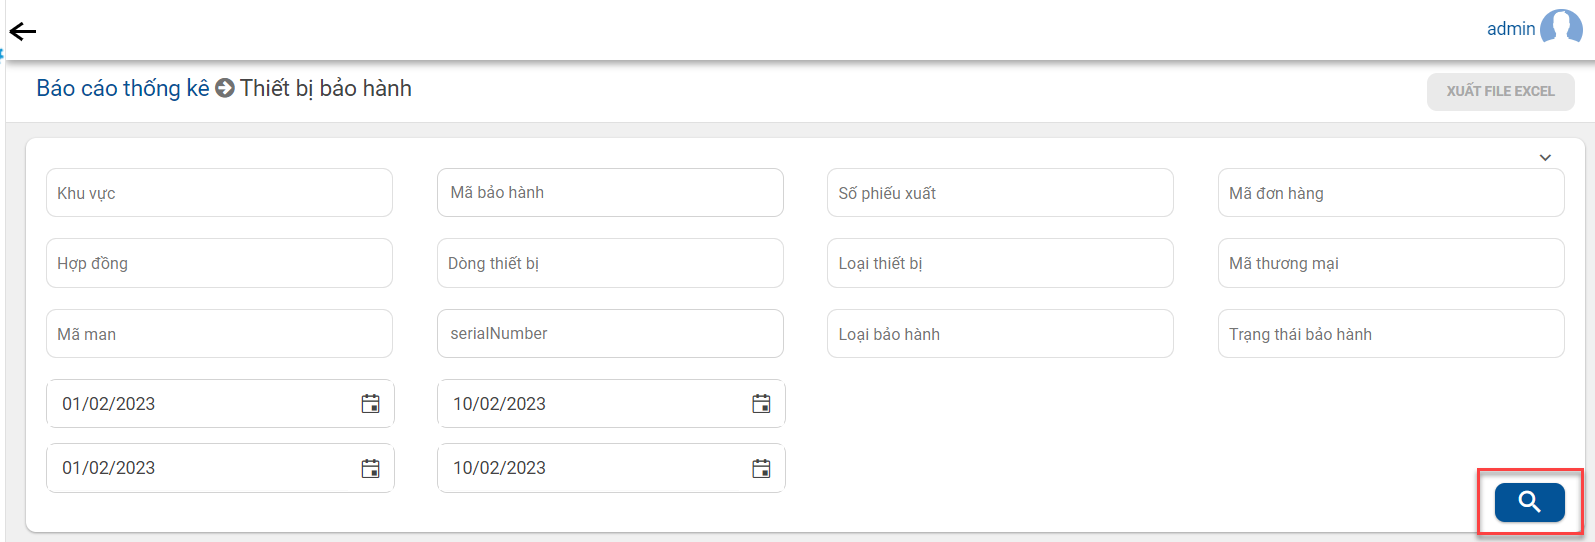 admin
Báo cáo thống kê Thiết bị bảo hành
XUẤT FILE EXCEL
Khu vực
Mã bảo hành
Số phiếu xuất
Mã đơn hàng
Hợp đồng
Dòng thiết bị
Loại thiết bị
Mã thương mại
Mã man
serialNumber
Loại bảo hành
Trạng thái bảo hành
01/02/2023
10/02/2023
01/02/2023
10/02/2023